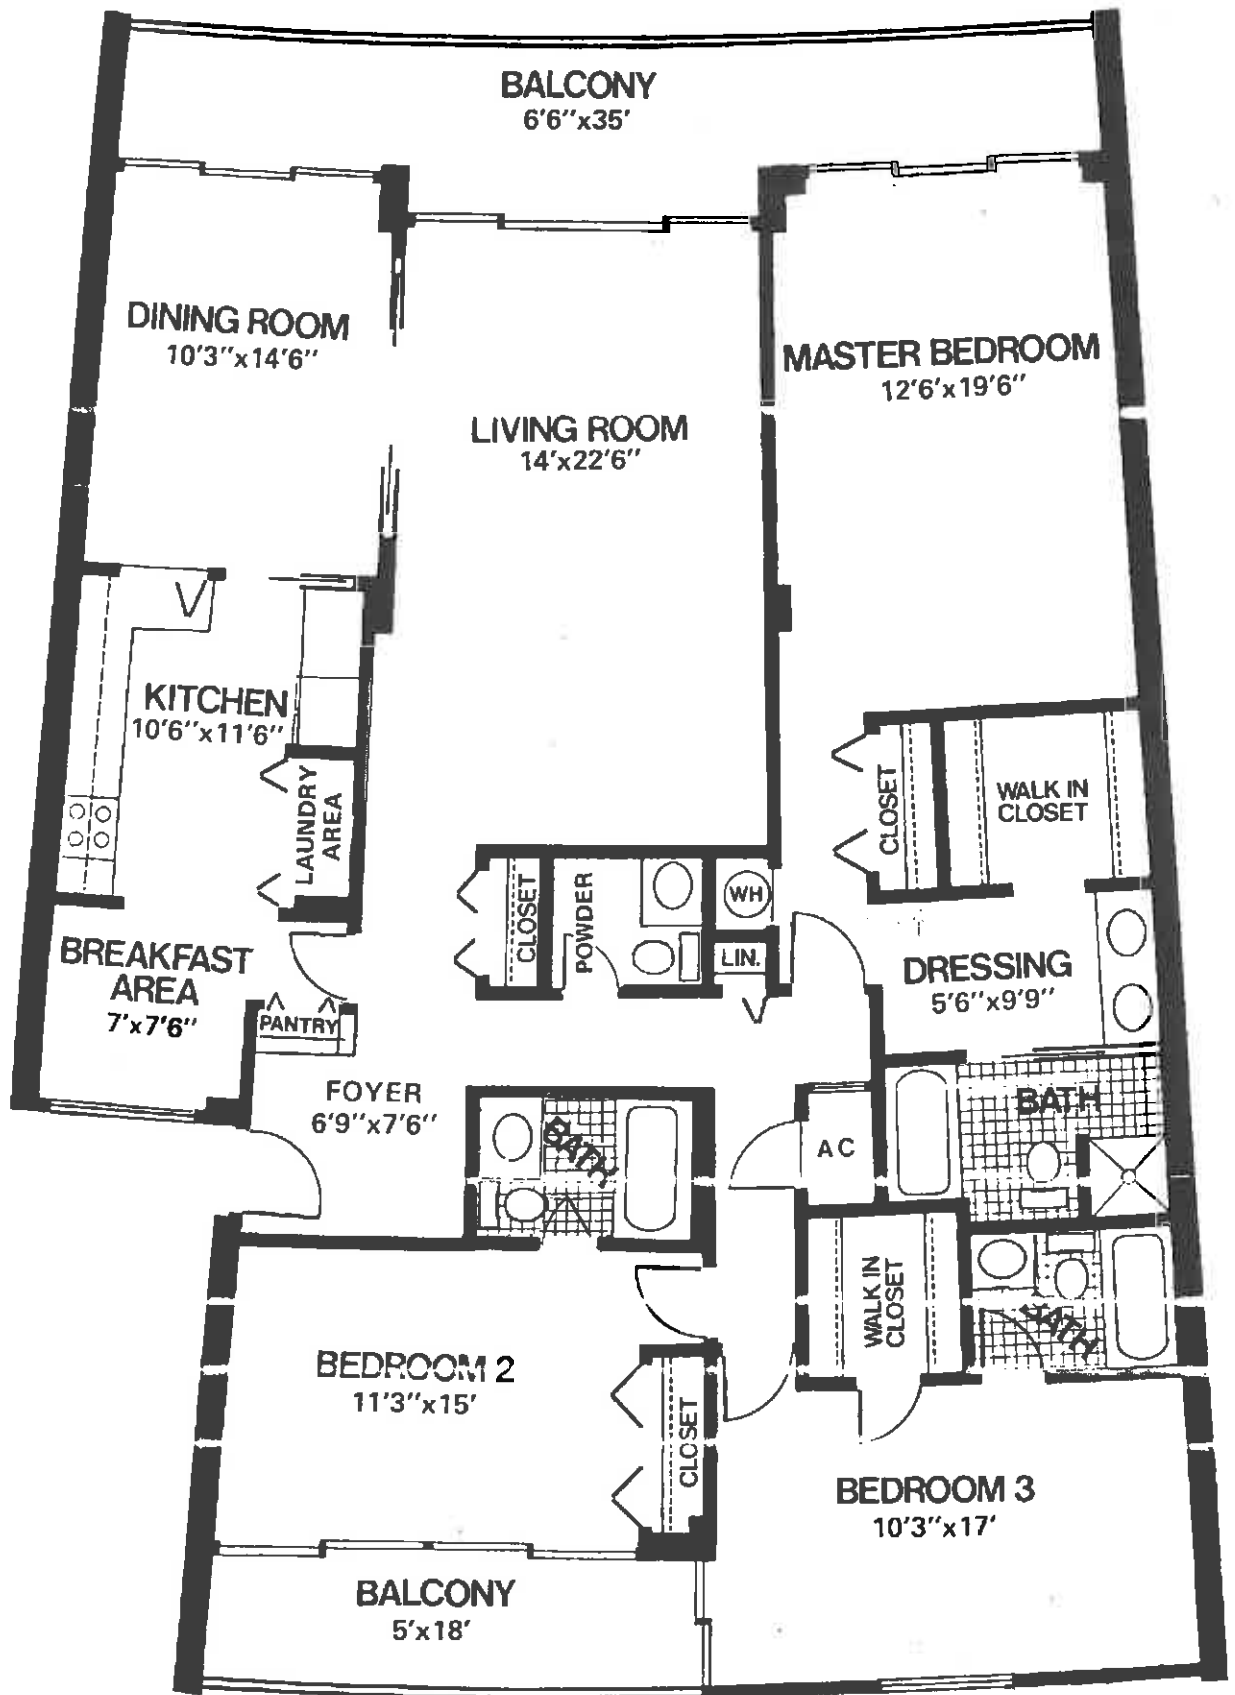 BALCONY
6'6"x35'
DINING ROOM
10'3"x14'6"
MASTER BEDROOM
12'6'x19'6"
LIVING ROOM
14'x22'6"
KITCHEN
10'6"x11'6"
LAUNDRY
AREA
CLOSET
WALK IN
CLOSET
CLOSET
POWDER
WH
LIN.
BREAKFAST
AREA
7'x7'6"
PANTRY
DRESSING
5'6"x9'9"
FOYER
6'9"x7'6"
BATH
BATH
AC
WALK IN
CLOSET
BATH
BEDROOM 2
11'3"x15'
CLOSET
BEDROOM 3
10'3"x17'
BALCONY
5'x18'